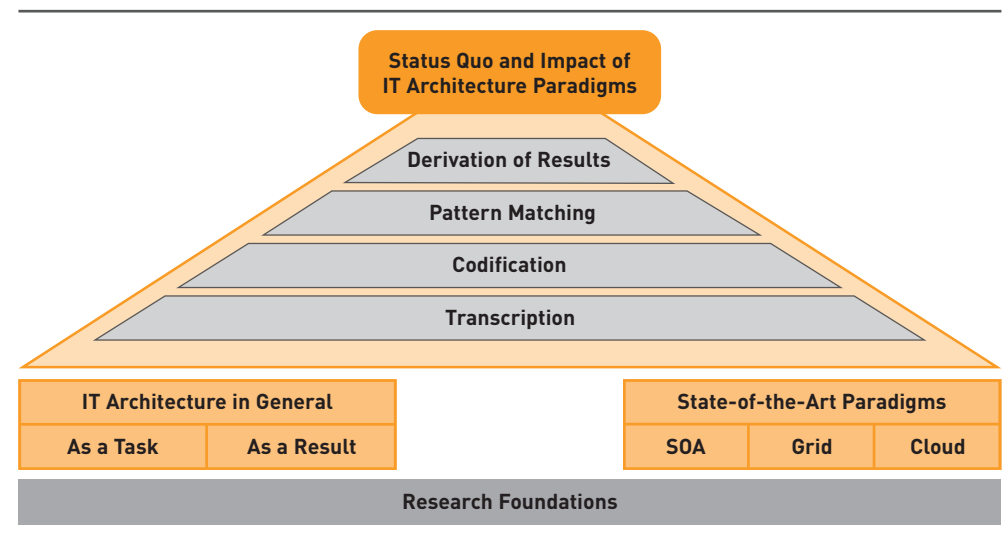 Status Quo and Impact of
IT Architecture Paradigms
Derivation of Results
Pattern Matching
Codification
Transcription
IT Architecture in General
As a Task
As a Result
State-of-the-Art Paradigms
SOA
Grid
Cloud
Research Foundations